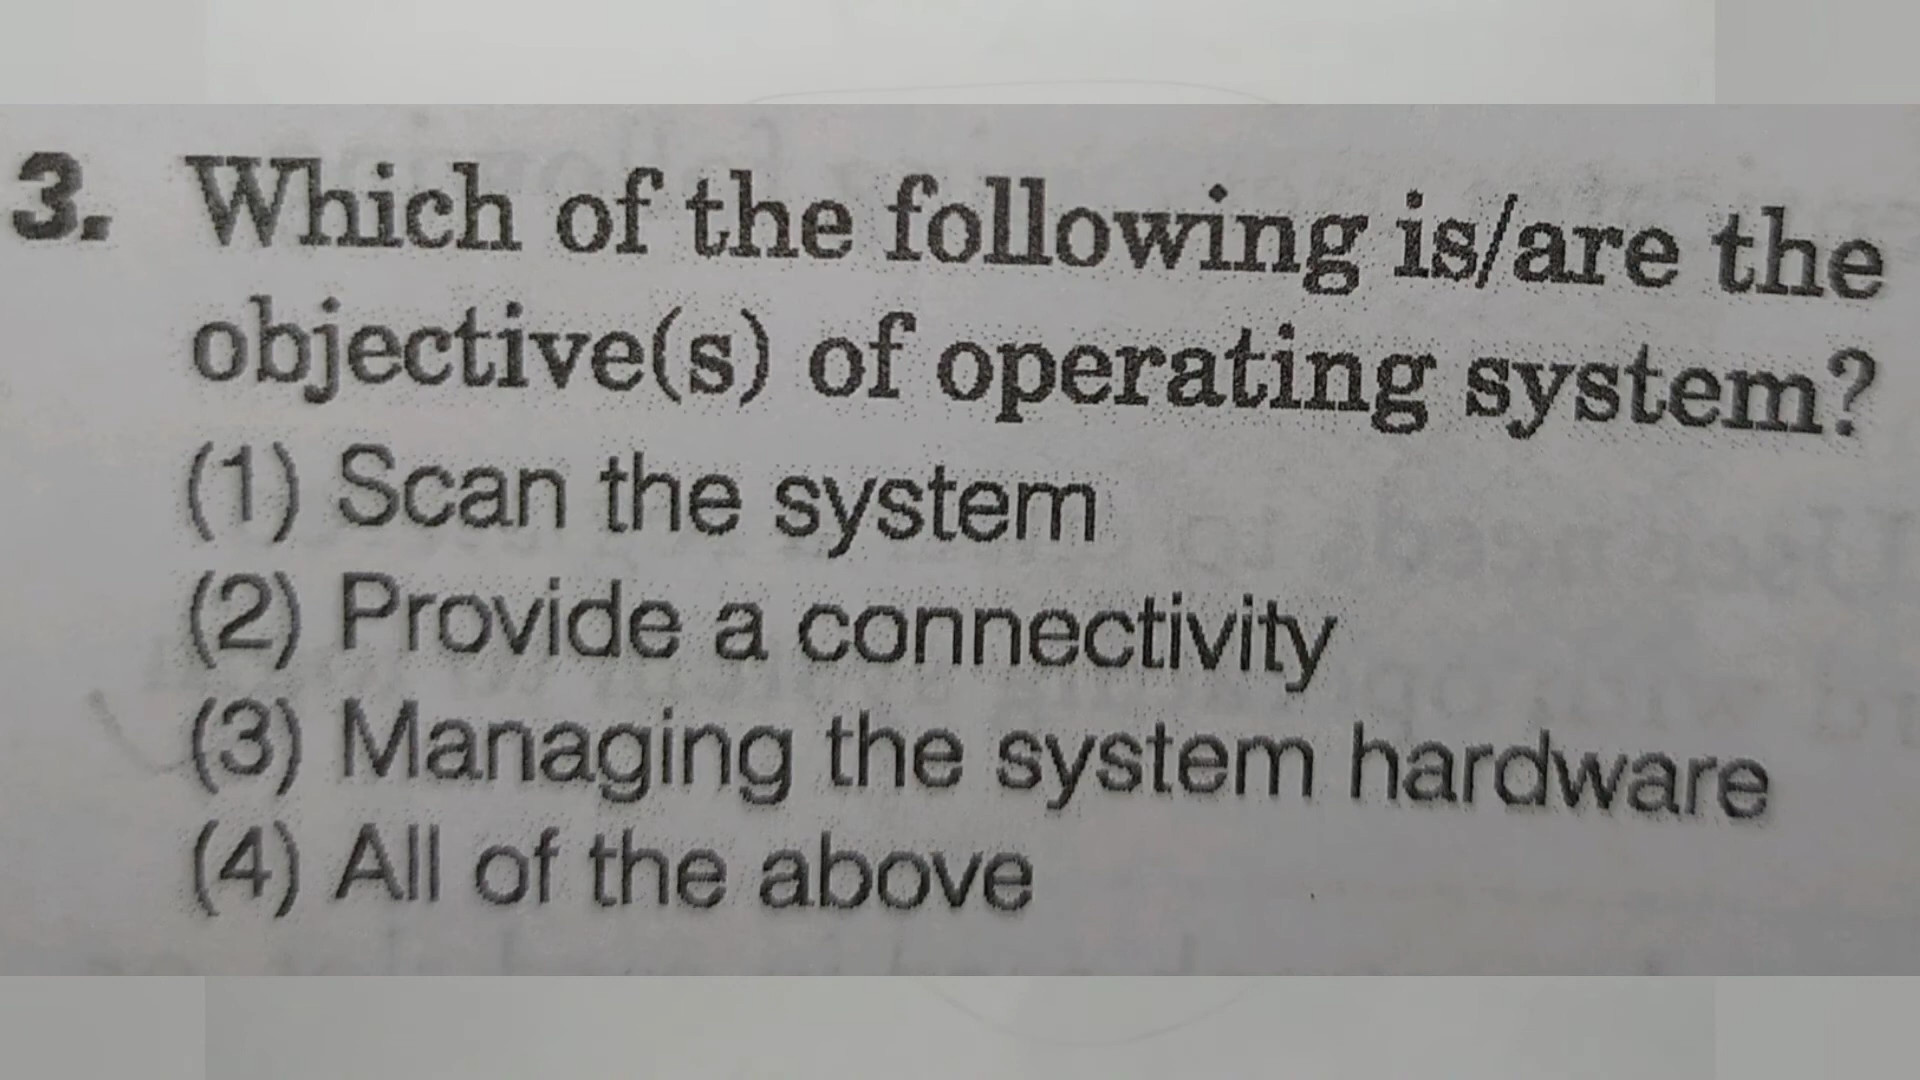 3. Which of the following is/are the
objective(s) of operating system?
(1) Scan the system
(2) Provide a connectivity
(3) Managing the system hardware
(4) All of the above